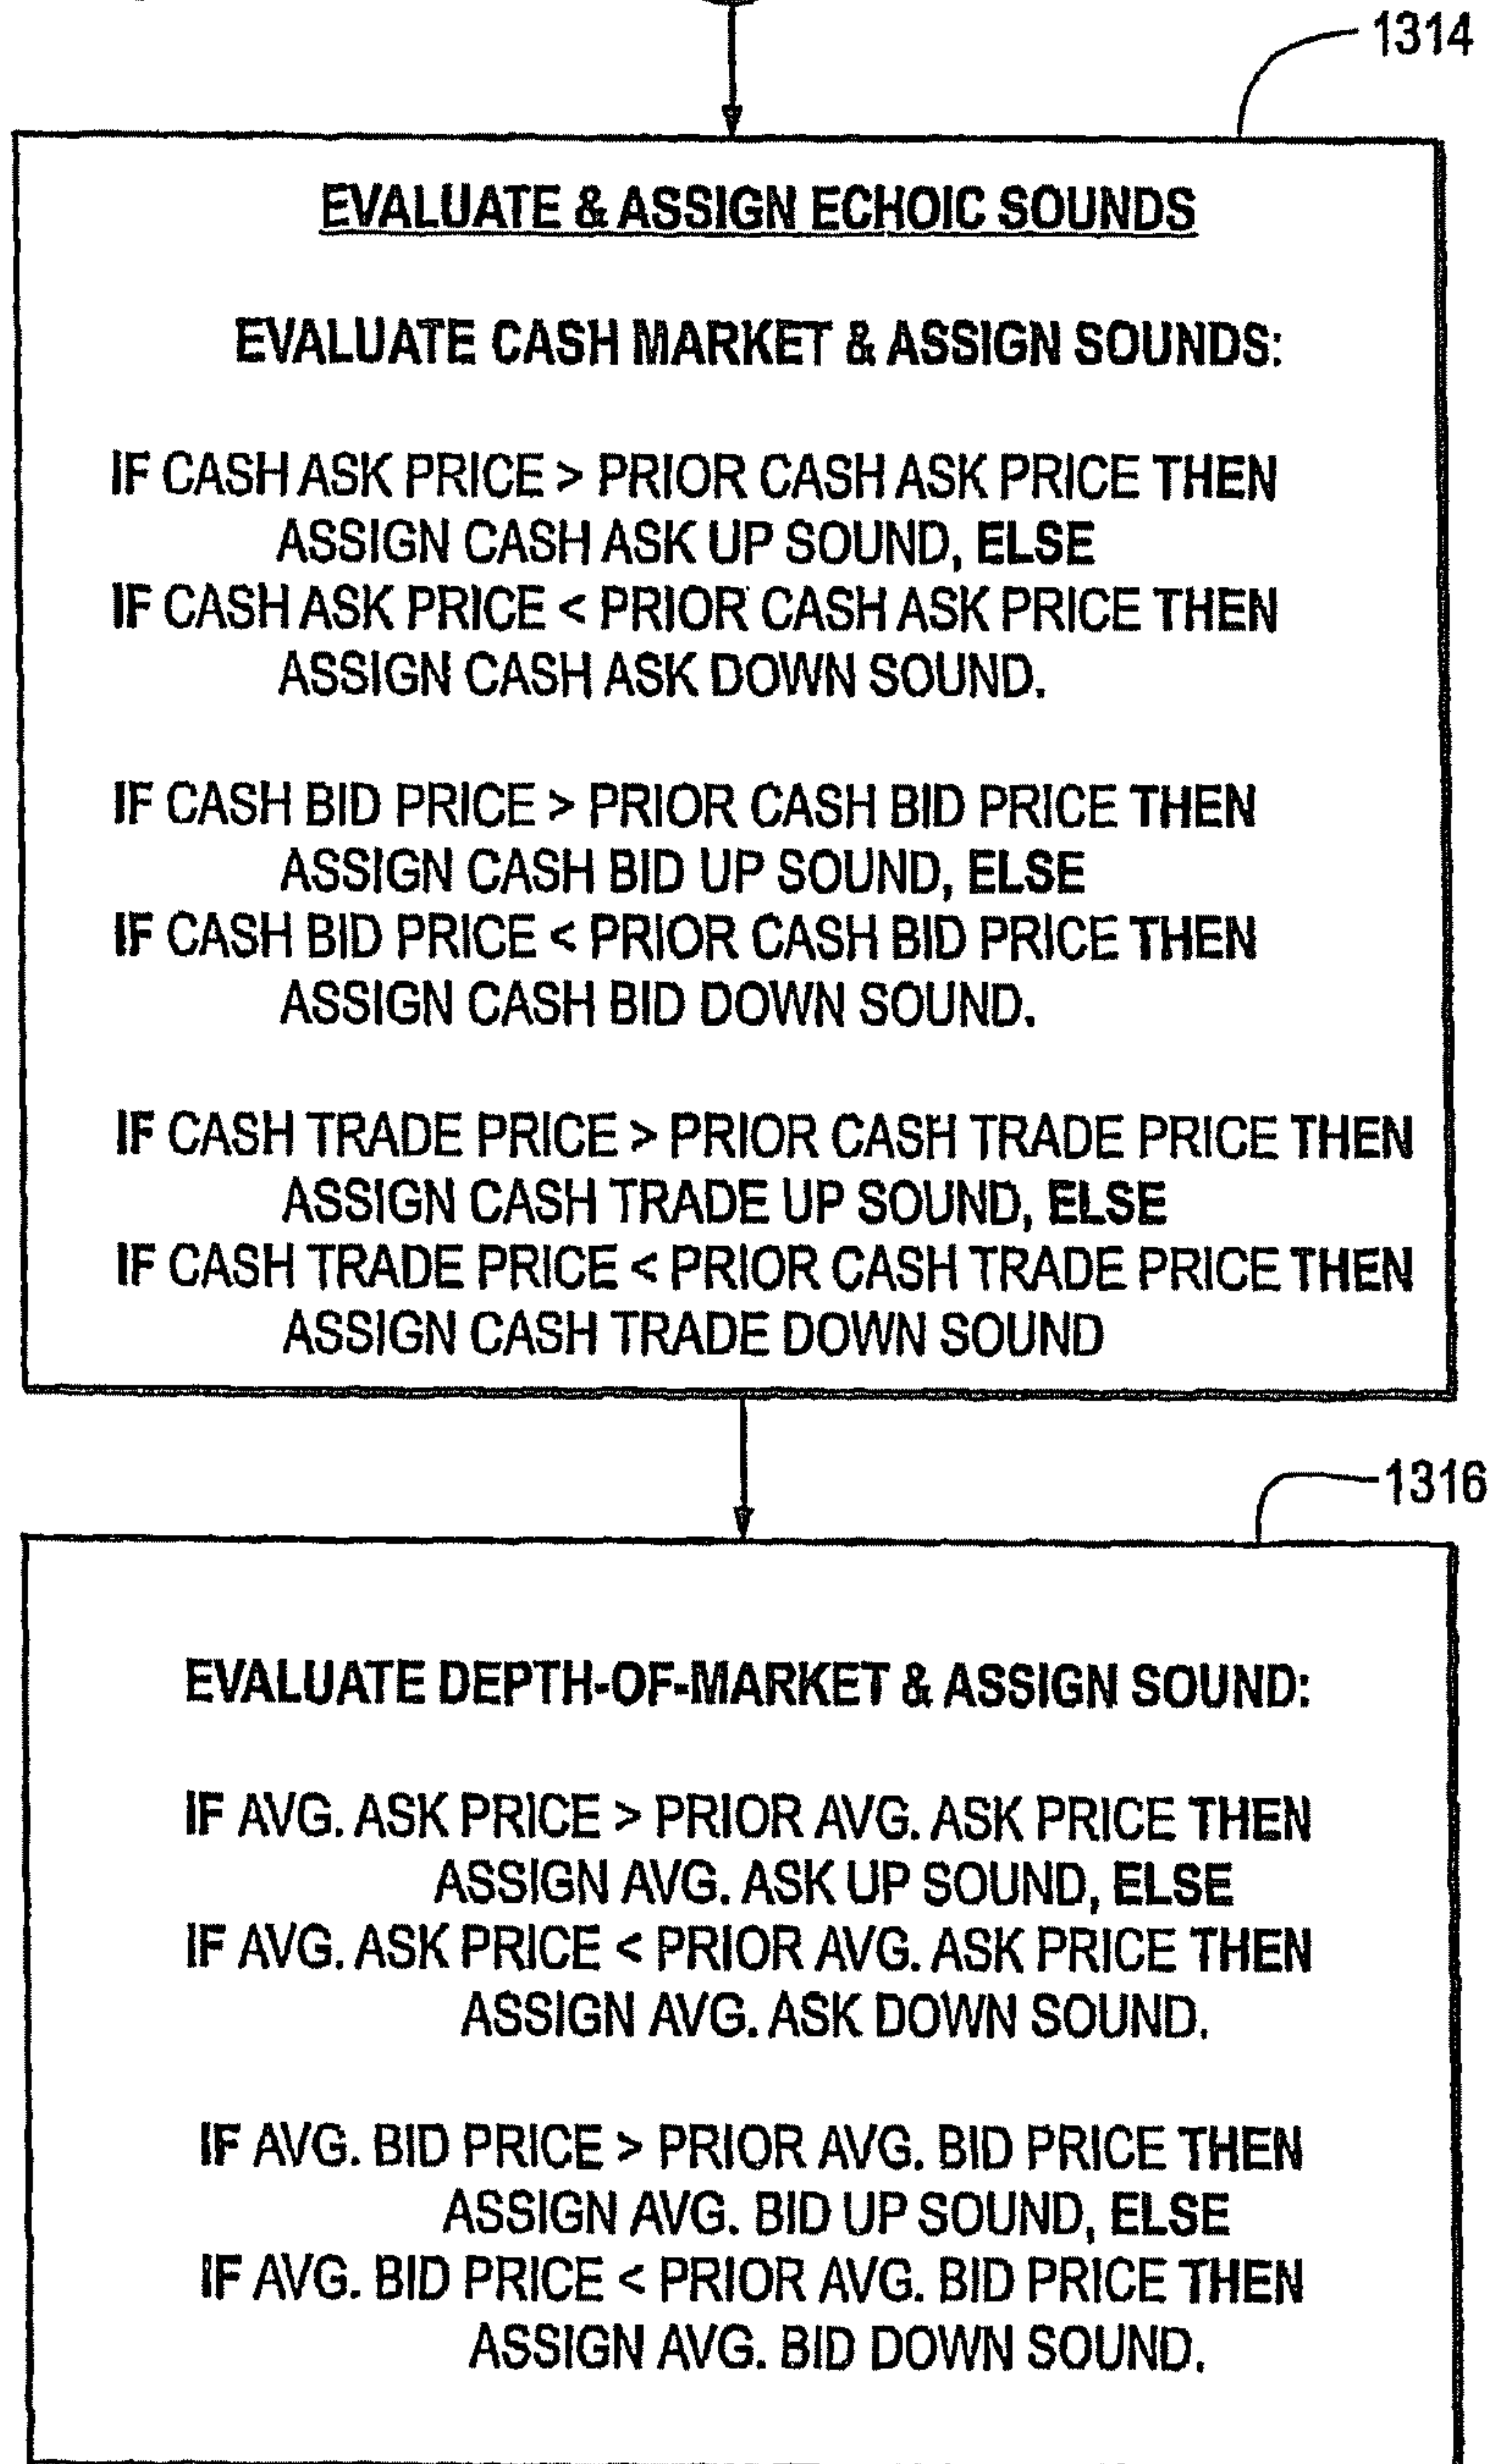 1314
EVALUATE & ASSIGN ECHOIC SOUNDS
EVALUATE CASH MARKET & ASSIGN SOUNDS:
IF CASH ASK PRICE > PRIOR CASH ASK PRICE THEN
ASSIGN CASH ASK UP SOUND, ELSE
IF CASH ASK PRICE < PRIOR CASH ASK PRICE THEN
ASSIGN CASH ASK DOWN SOUND.
IF CASH BID PRICE > PRIOR CASH BID PRICE THEN
ASSIGN CASH BID UP SOUND, ELSE
IF CASH BID PRICE < PRIOR CASH BID PRICE THEN
ASSIGN CASH BID DOWN SOUND.
IF CASH TRADE PRICE > PRIOR CASH TRADE PRICE THEN
ASSIGN CASH TRADE UP SOUND, ELSE
IF CASH TRADE PRICE < PRIOR CASH TRADE PRICE THEN
ASSIGN CASH TRADE DOWN SOUND
1316
EVALUATE DEPTH-OF-MARKET & ASSIGN SOUND:
IF AVG. ASK PRICE > PRIOR AVG. ASK PRICE THEN
ASSIGN AVG. ASK UP SOUND, ELSE
IF AVG. ASK PRICE < PRIOR AVG. ASK PRICE THEN
ASSIGN AVG. ASK DOWN SOUND.
IF AVG. BID PRICE > PRIOR AVG. BID PRICE THEN
ASSIGN AVG. BID UP SOUND, ELSE
IF AVG. BID PRICE < PRIOR AVG. BID PRICE THEN
ASSIGN AVG. BID DOWN SOUND.